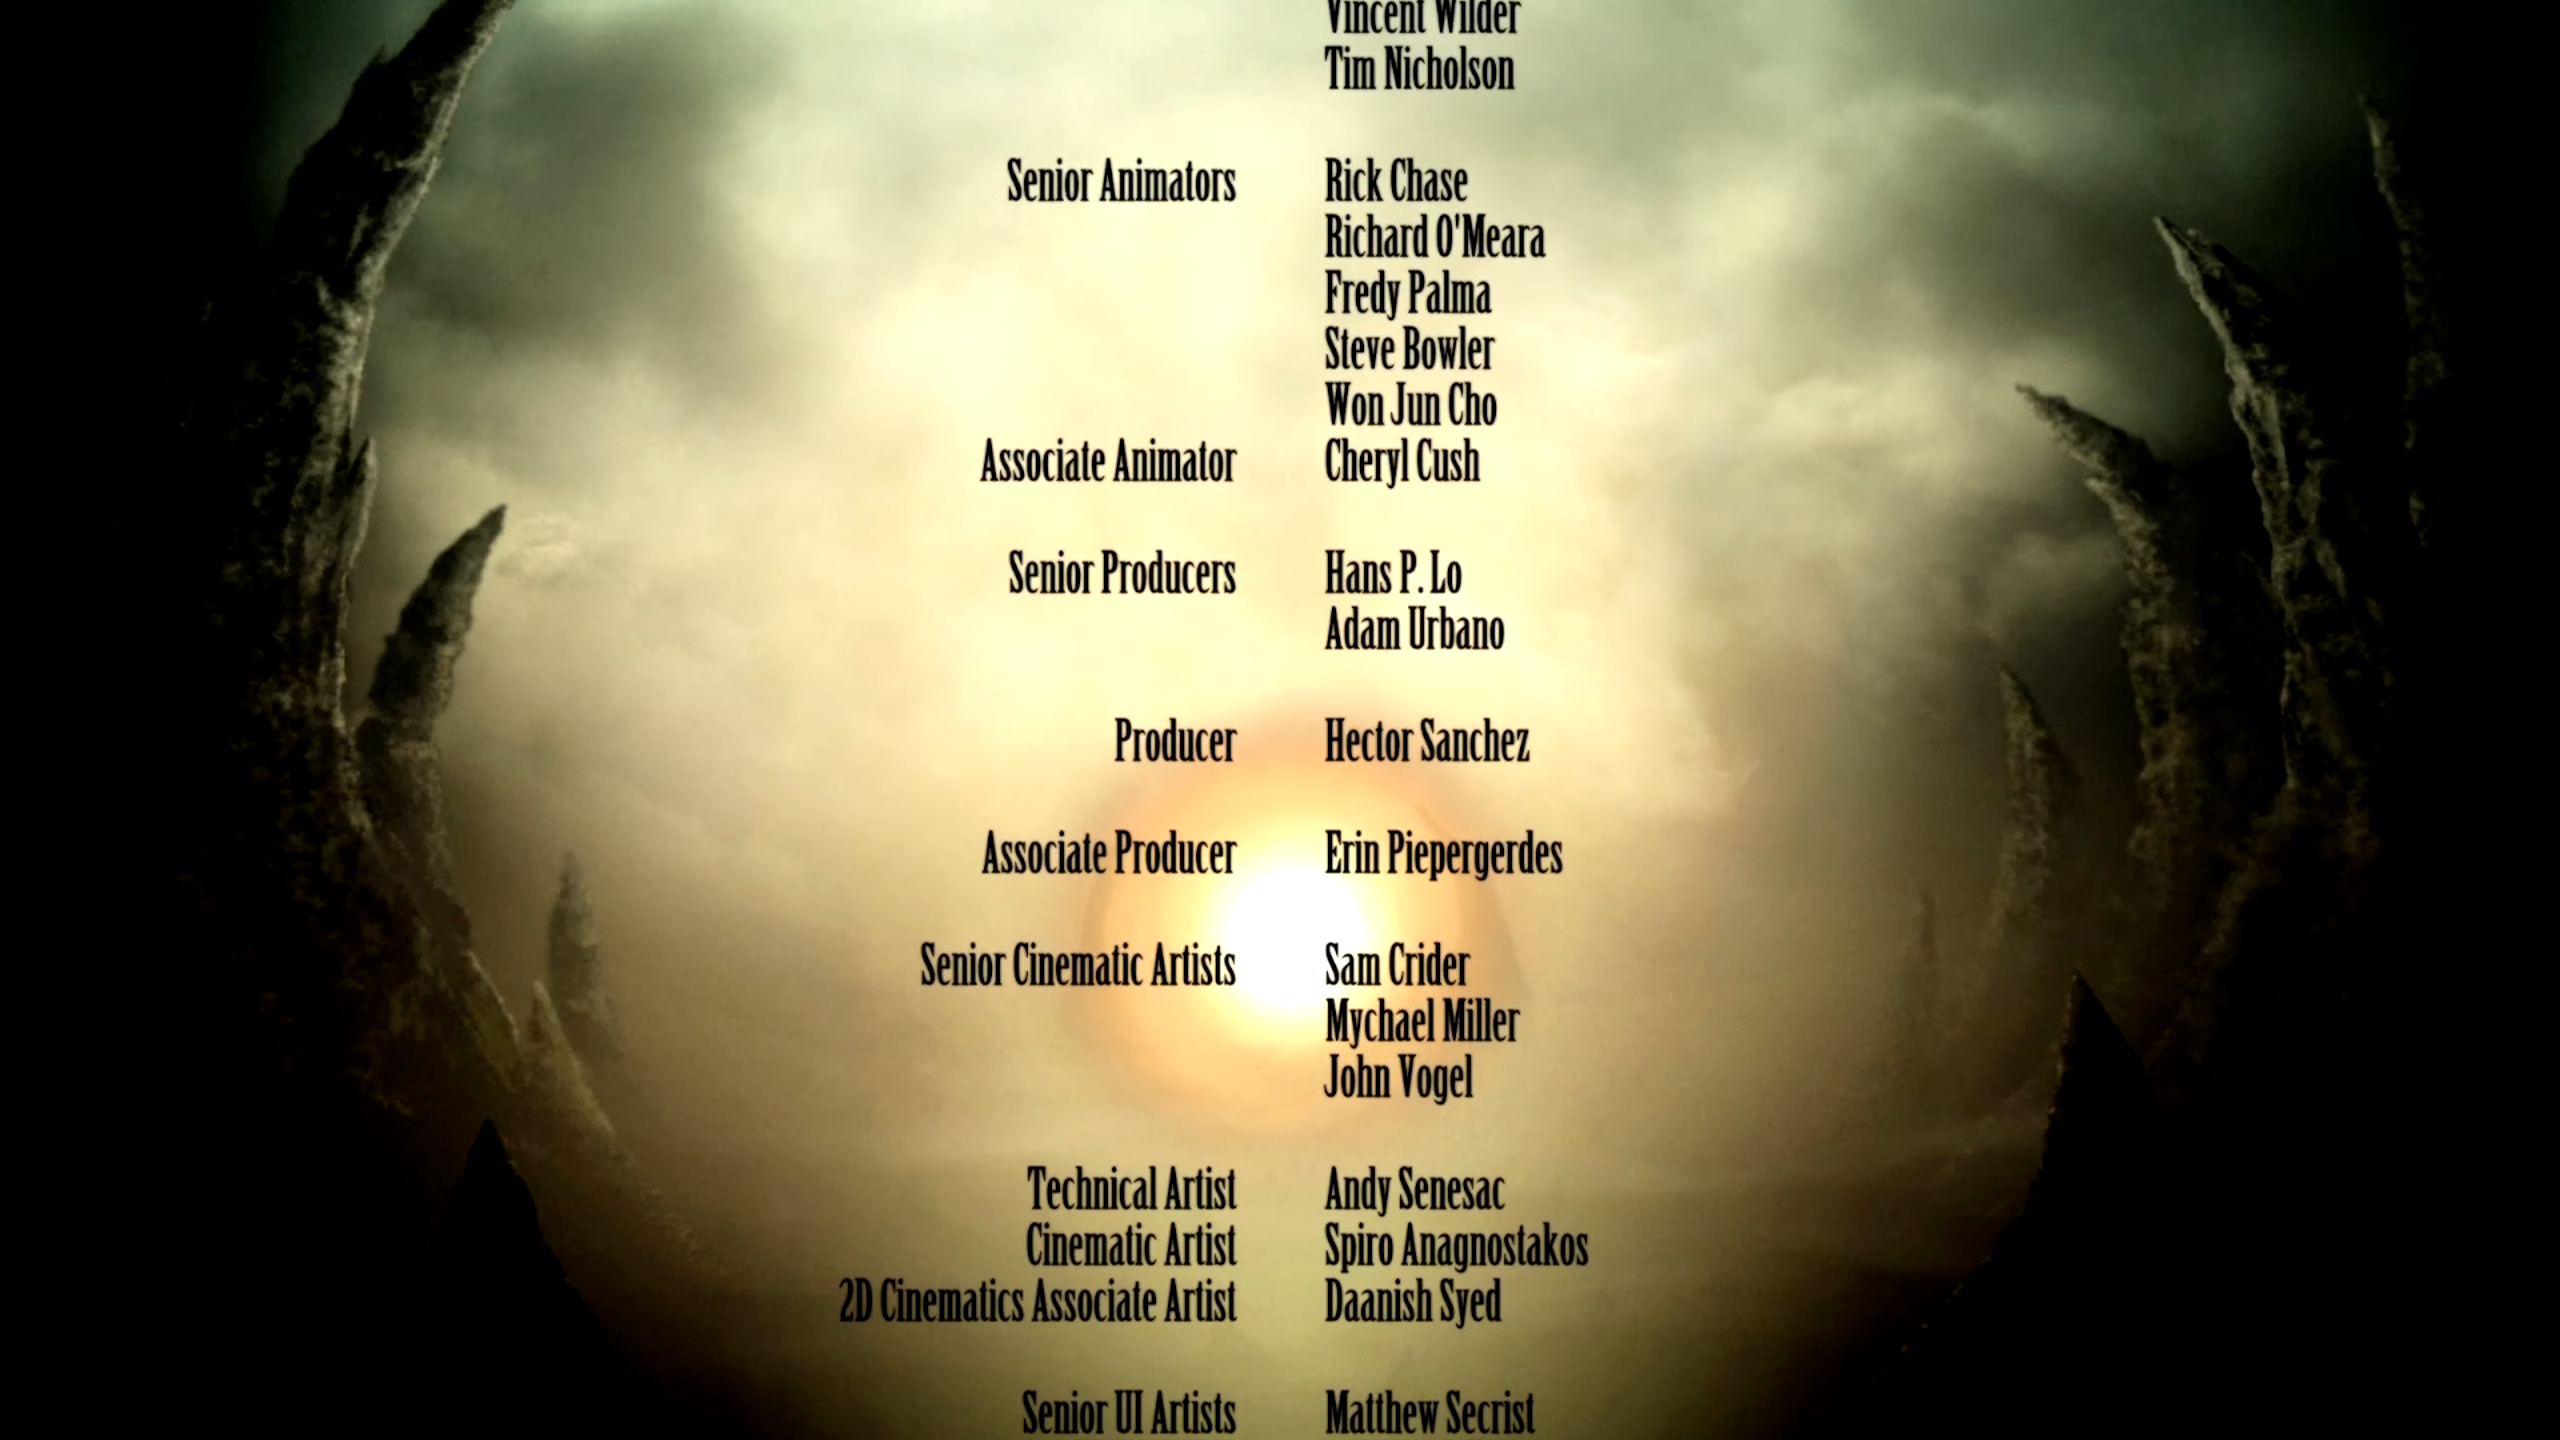 Vincent Wilder
Tim Nicholson
Senior Animators Rick Chase
Richard O'Meara
Fredy Palma
Steve Bowler
Won Jun Cho
Associate Animator Cheryl Cush
Senior Producers Hans P. Lo
Adam Urbano
Producer Hector Sanchez
Associate Producer Erin Piepergerdes
Senior Cinematic Artists Sam Crider
Mychael Miller
John Vogel
Technical Artist Andy Senesac
Cinematic Artist Spiro Anagnostakos
2D Cinematics Associate Artist Daanish Syed
Senior UI Artists Matthew Secrist